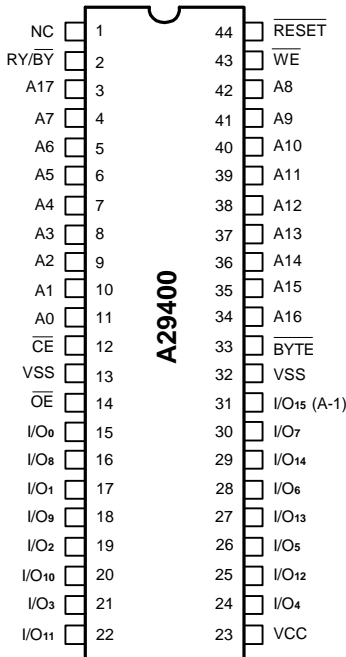 NC 1 44 RESET
RY/BY 2 43 WE
A17 3 42 A8
A7 4 41 A9
A6 5 40 A10
A5 6 39 A11
A4 7 38 A12
A3 8 37 A13
A2 9 36 A14
A1 10 35 A15
A0 11 34 A16
CE 12 33 BYTE
VSS 13 32 VSS
OE 14 31 I/O15 (A-1)
I/O0 15 30 I/O7
I/O8 16 29 I/O14
I/O1 17 28 I/O6
I/O9 18 27 I/O13
I/O2 19 26 I/O5
I/O10 20 25 I/O12
I/O3 21 24 I/O4
I/O11 22 23 VCC
A29400